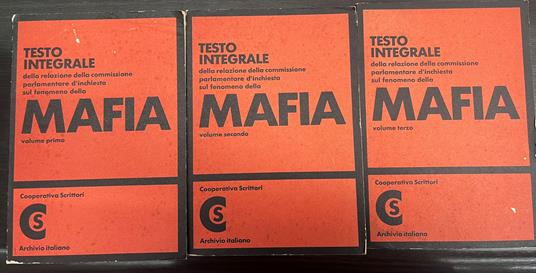 TESTO
INTEGRALE
della relazione della commissione
parlamentare d'inchiesta
sul fenomeno della
MAFIA
volume primo
Cooperativa Scrittori
CS
Archivio italiano
TESTO
INTEGRALE
della relazione della commissione
parlamentare d'inchiesta
sul fenomeno della
MAFIA
volume secondo
Cooperativa Scrittori
CS
Archivio italiano
TESTO
INTEGRALE
della relazione della commissione
parlamentare d'inchiesta
sul fenomeno della
MAFIA
volume terzo
Cooperativa Scrittori
CS
Archivio italiano